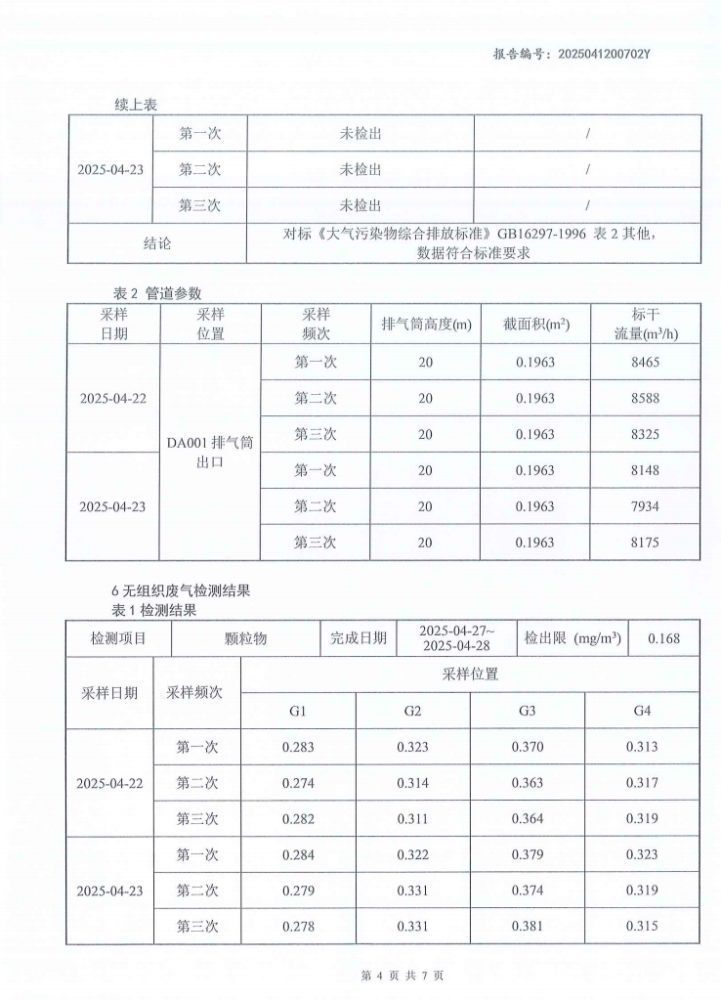 报告编号：2025041200702Y
续上表
2025-04-23 第一次 未检出 /
第二次 未检出 /
第三次 未检出 /
结论 对标《大气污染物综合排放标准》GB16297-1996 表 2 其他，
数据符合标准要求
表 2 管道参数
采样日期 采样位置 采样频次 排气筒高度(m) 截面积(m²) 标干流量(m³/h)
2025-04-22 DA001 排气筒出口 第一次 20 0.1963 8465
第二次 20 0.1963 8588
第三次 20 0.1963 8325
2025-04-23 第一次 20 0.1963 8148
第二次 20 0.1963 7934
第三次 20 0.1963 8175
6 无组织废气检测结果
表 1 检测结果
检测项目 颗粒物 完成日期 2025-04-27~2025-04-28 检出限（mg/m³) 0.168
采样日期 采样频次 采样位置
G1 G2 G3 G4
2025-04-22 第一次 0.283 0.323 0.370 0.313
第二次 0.274 0.314 0.363 0.317
第三次 0.282 0.311 0.364 0.319
2025-04-23 第一次 0.284 0.322 0.379 0.323
第二次 0.279 0.331 0.374 0.319
第三次 0.278 0.331 0.381 0.315
第 4 页 共 7 页